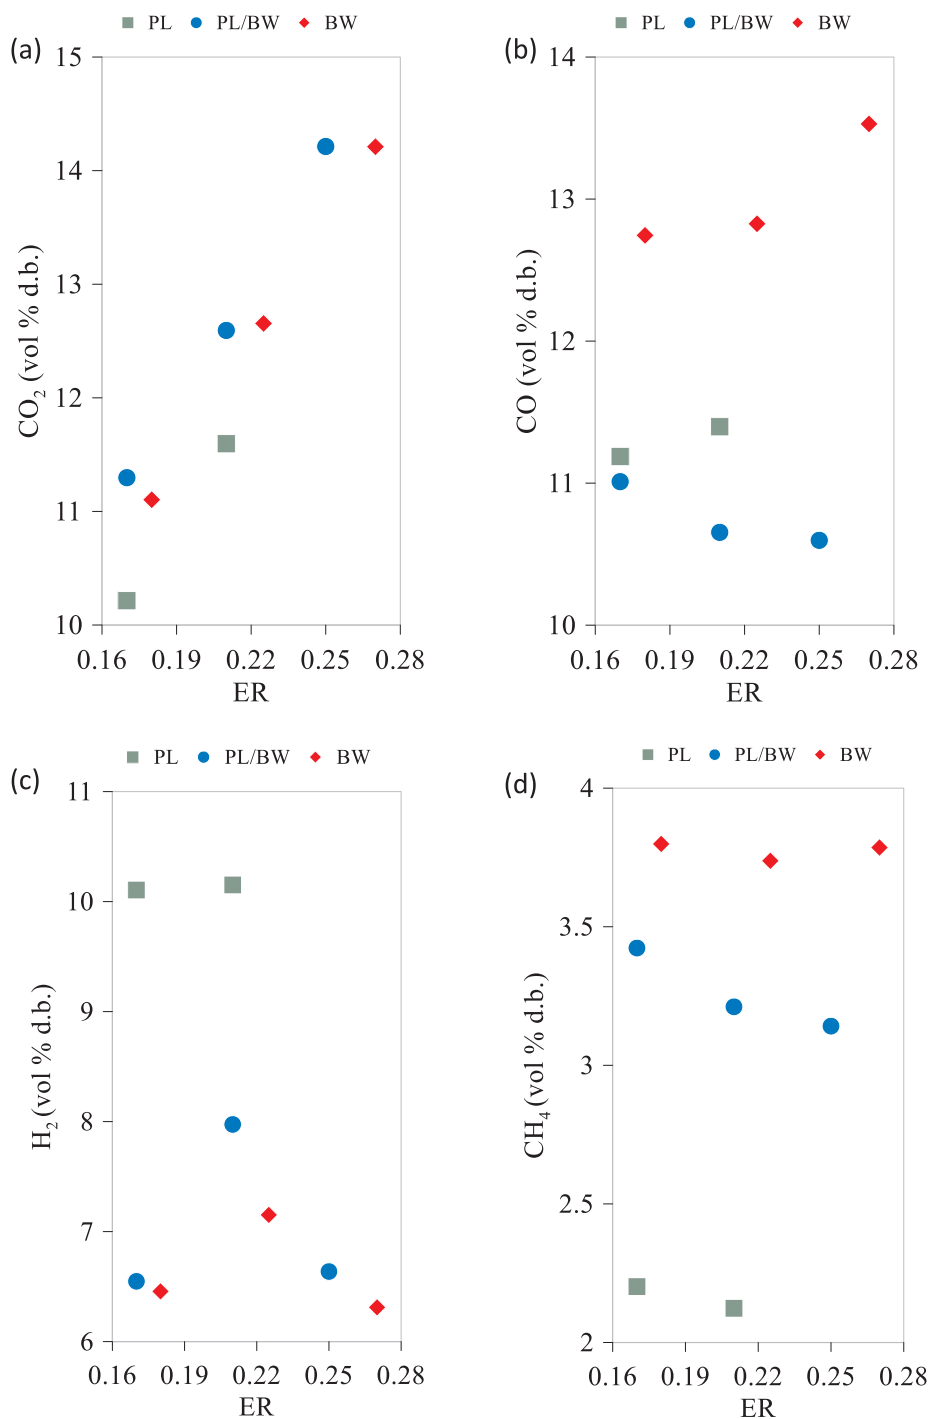 (a)
PL PL/BW BW
15
14
13
12
11
10
CO2 (vol % d.b.)
0.16 0.19 0.22 0.25 0.28
ER
(b)
PL PL/BW BW
14
13
12
11
10
CO (vol % d.b.)
0.16 0.19 0.22 0.25 0.28
ER
(c)
PL PL/BW BW
11
10
9
8
7
6
H2 (vol % d.b.)
0.16 0.19 0.22 0.25 0.28
ER
(d)
PL PL/BW BW
4
3.5
3
2.5
2
CH4 (vol % d.b.)
0.16 0.19 0.22 0.25 0.28
ER